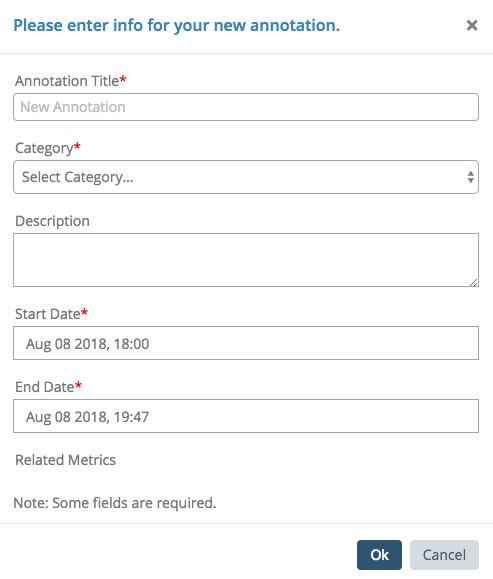 Please enter info for your new annotation.
×
Annotation Title*
New Annotation
Category*
Select Category...
Description
Start Date*
Aug 08 2018, 18:00
End Date*
Aug 08 2018, 19:47
Related Metrics
Note: Some fields are required.
Ok Cancel